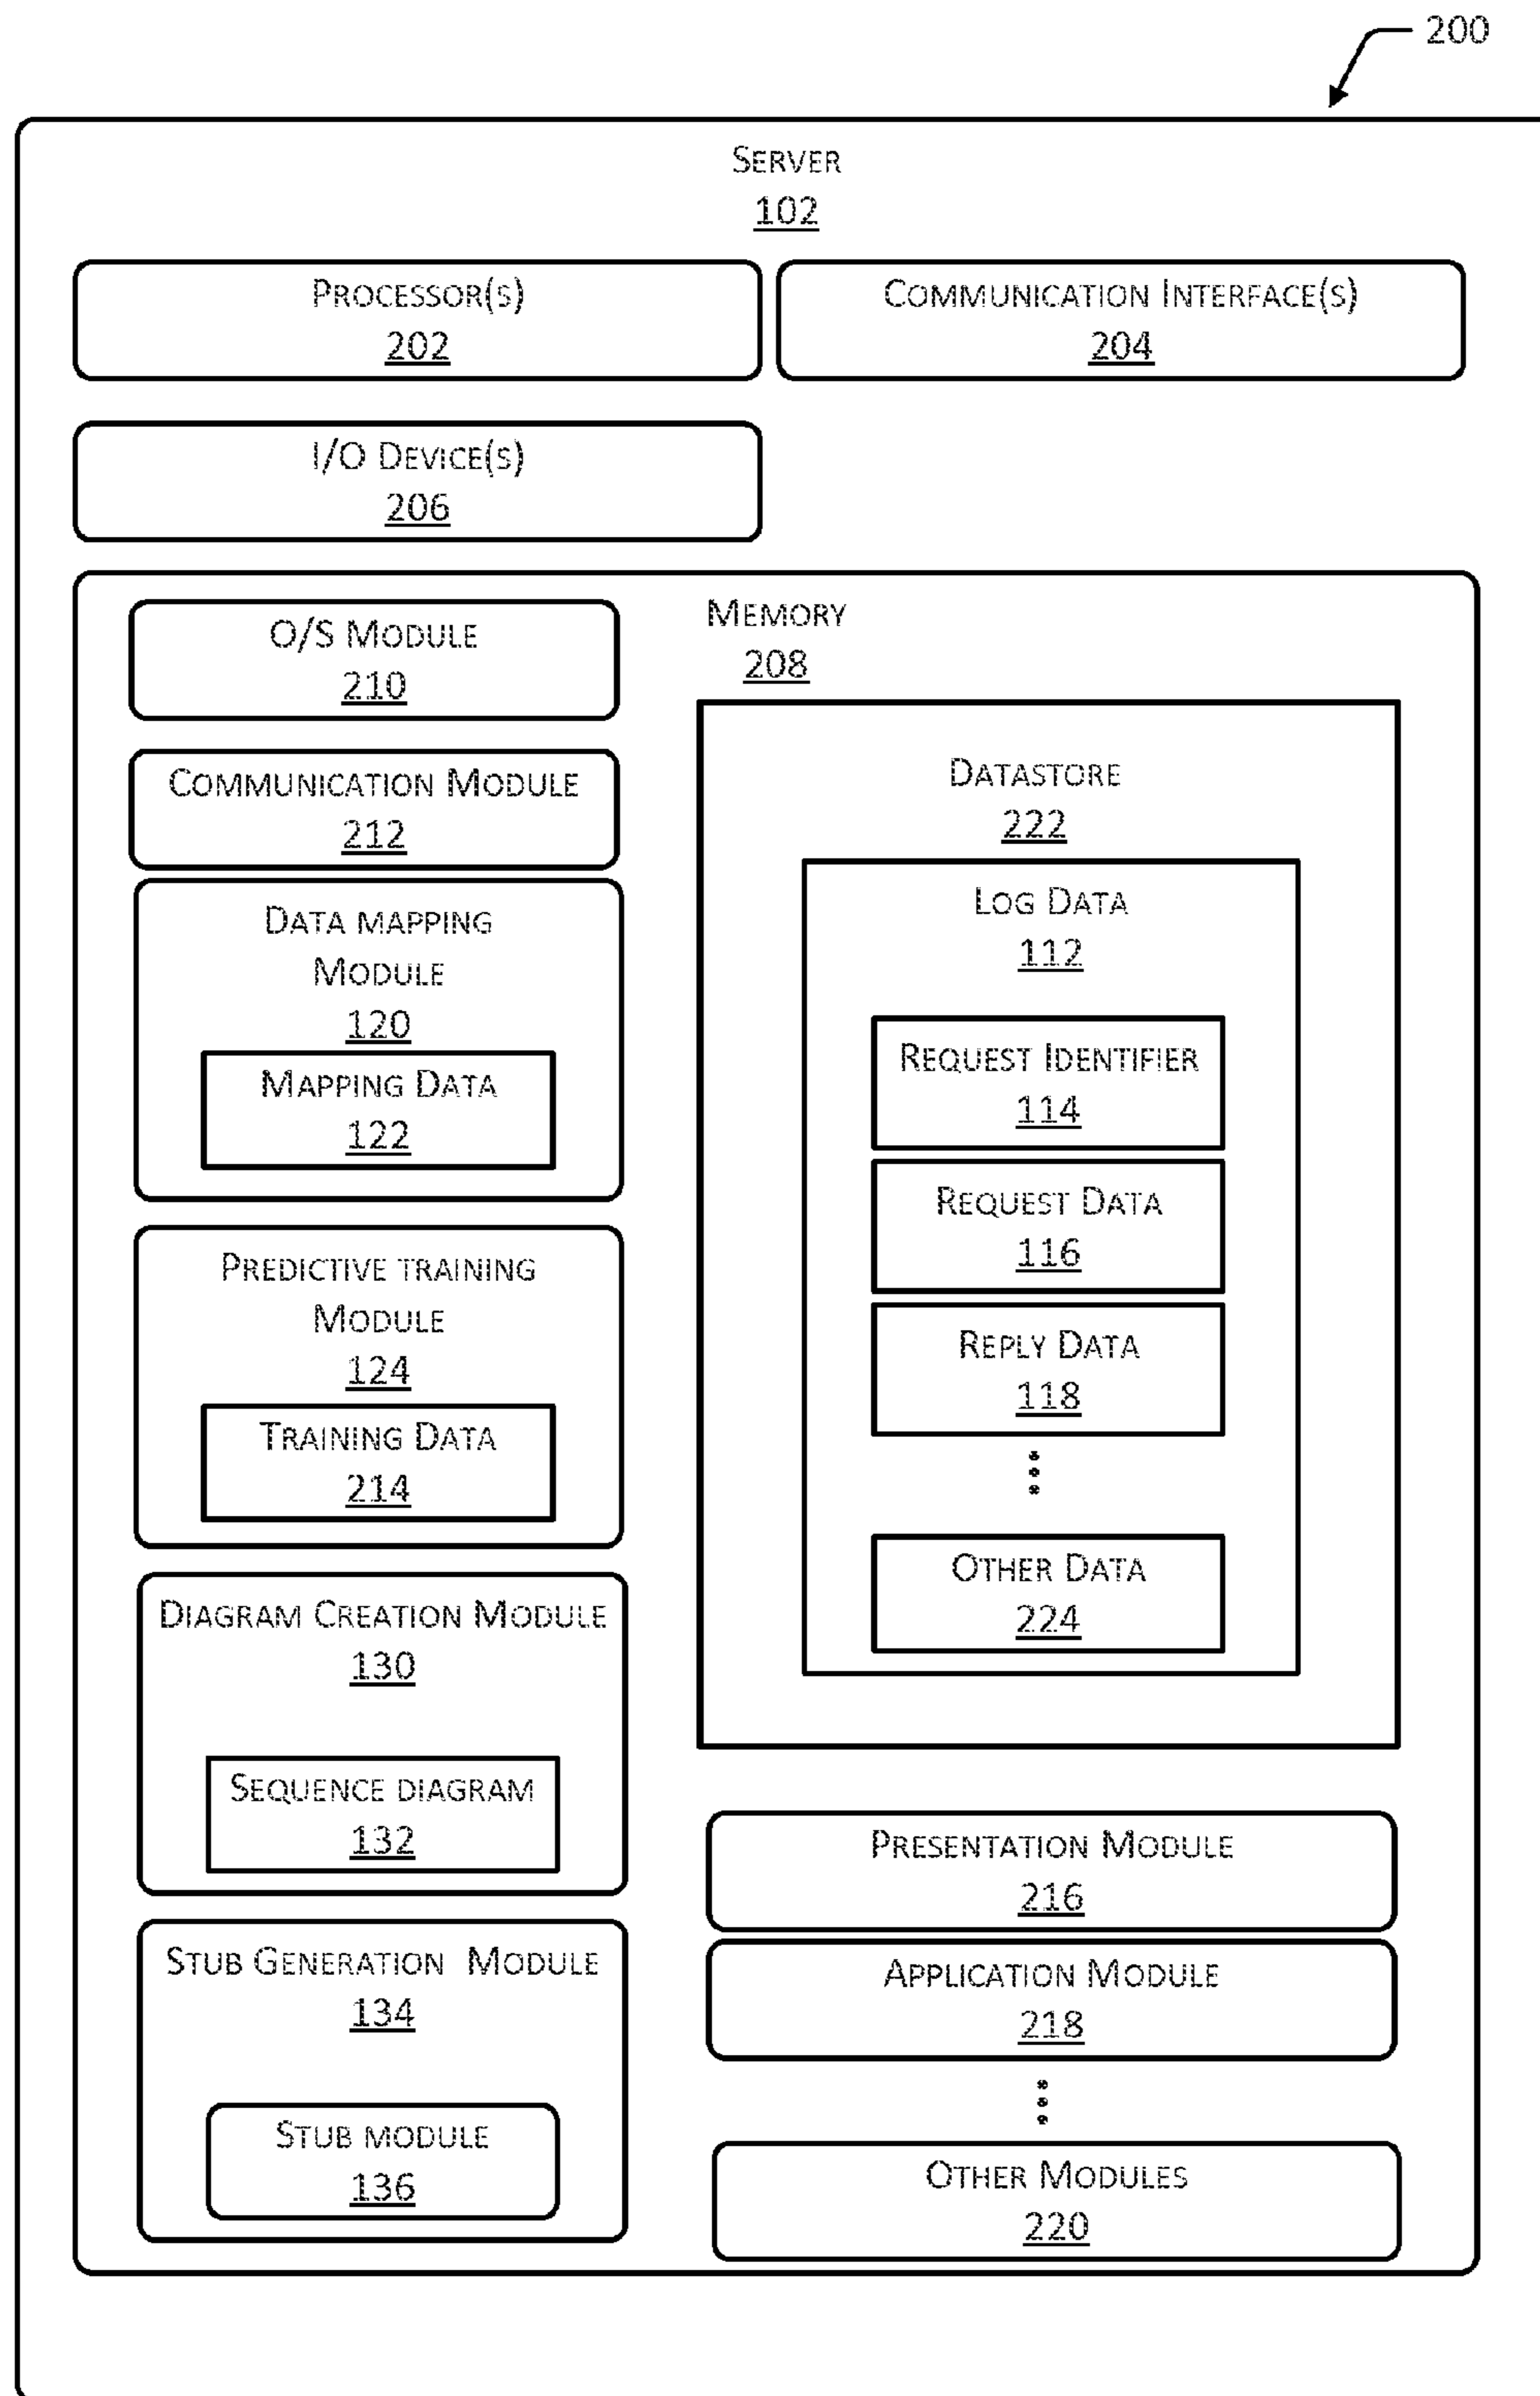 200
SERVER
102
PROCESSOR(S)
202
COMMUNICATION INTERFACE(S)
204
I/O DEVICE(S)
206
MEMORY
208
O/S MODULE
210
COMMUNICATION MODULE
212
DATA MAPPING
MODULE
120
MAPPING DATA
122
PREDICTIVE TRAINING
MODULE
124
TRAINING DATA
214
DIAGRAM CREATION MODULE
130
SEQUENCE DIAGRAM
132
STUB GENERATION MODULE
134
STUB MODULE
136
DATASTORE
222
LOG DATA
112
REQUEST IDENTIFIER
114
REQUEST DATA
116
REPLY DATA
118
OTHER DATA
224
PRESENTATION MODULE
216
APPLICATION MODULE
218
OTHER MODULES
220